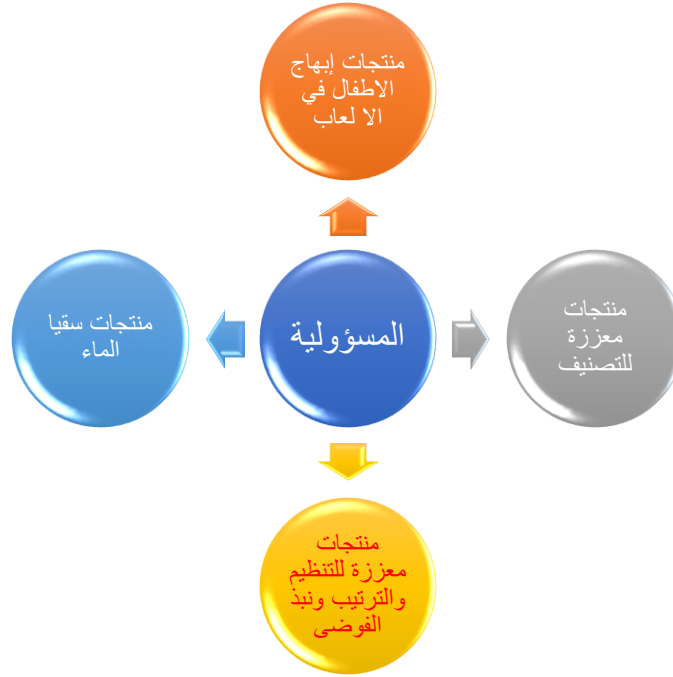 منتجات إبهاج
الاطفال في
الا لعاب
منتجات
معززة
للتصنيف
المسؤولية
منتجات سقيا
الماء
منتجات
معززة للتنظيم
والترتيب ونبذ
الفوضى